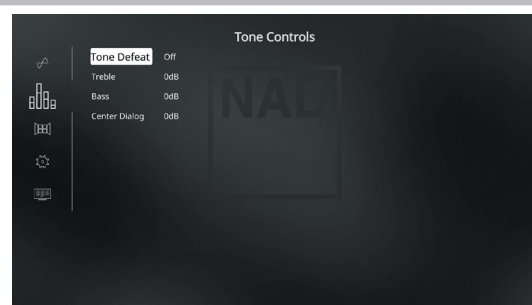 Tone Controls
Tone Defeat Off
Treble 0dB
Bass 0dB
Center Dialog 0dB
NAD